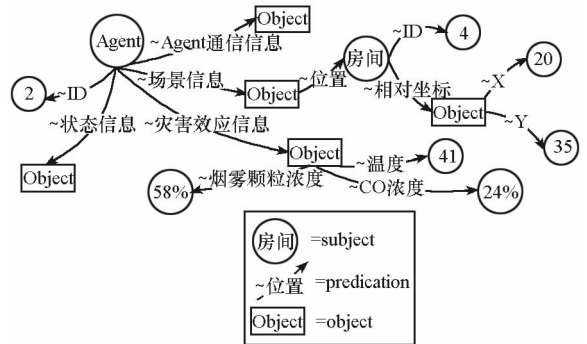 Object
Agent
~Agent通信信息
~ID
4
20
~场景信息
~位置
房间
2
~ID
Object
~相对坐标
~X
Object
~Y
~状态信息
~灾害效应信息
35
Object
Object
~温度
41
~烟雾颗粒浓度
58%
~CO浓度
24%
房间 =subject
~位置 =predication
Object =object